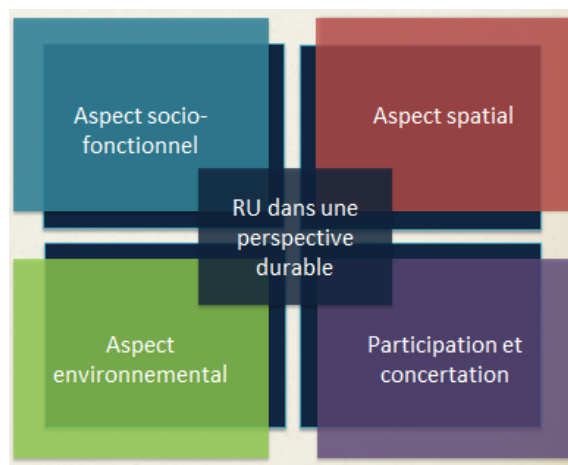 Aspect socio-
fonctionnel
Aspect spatial
RU dans une
perspective
durable
Aspect
environnemental
Participation et
concertation